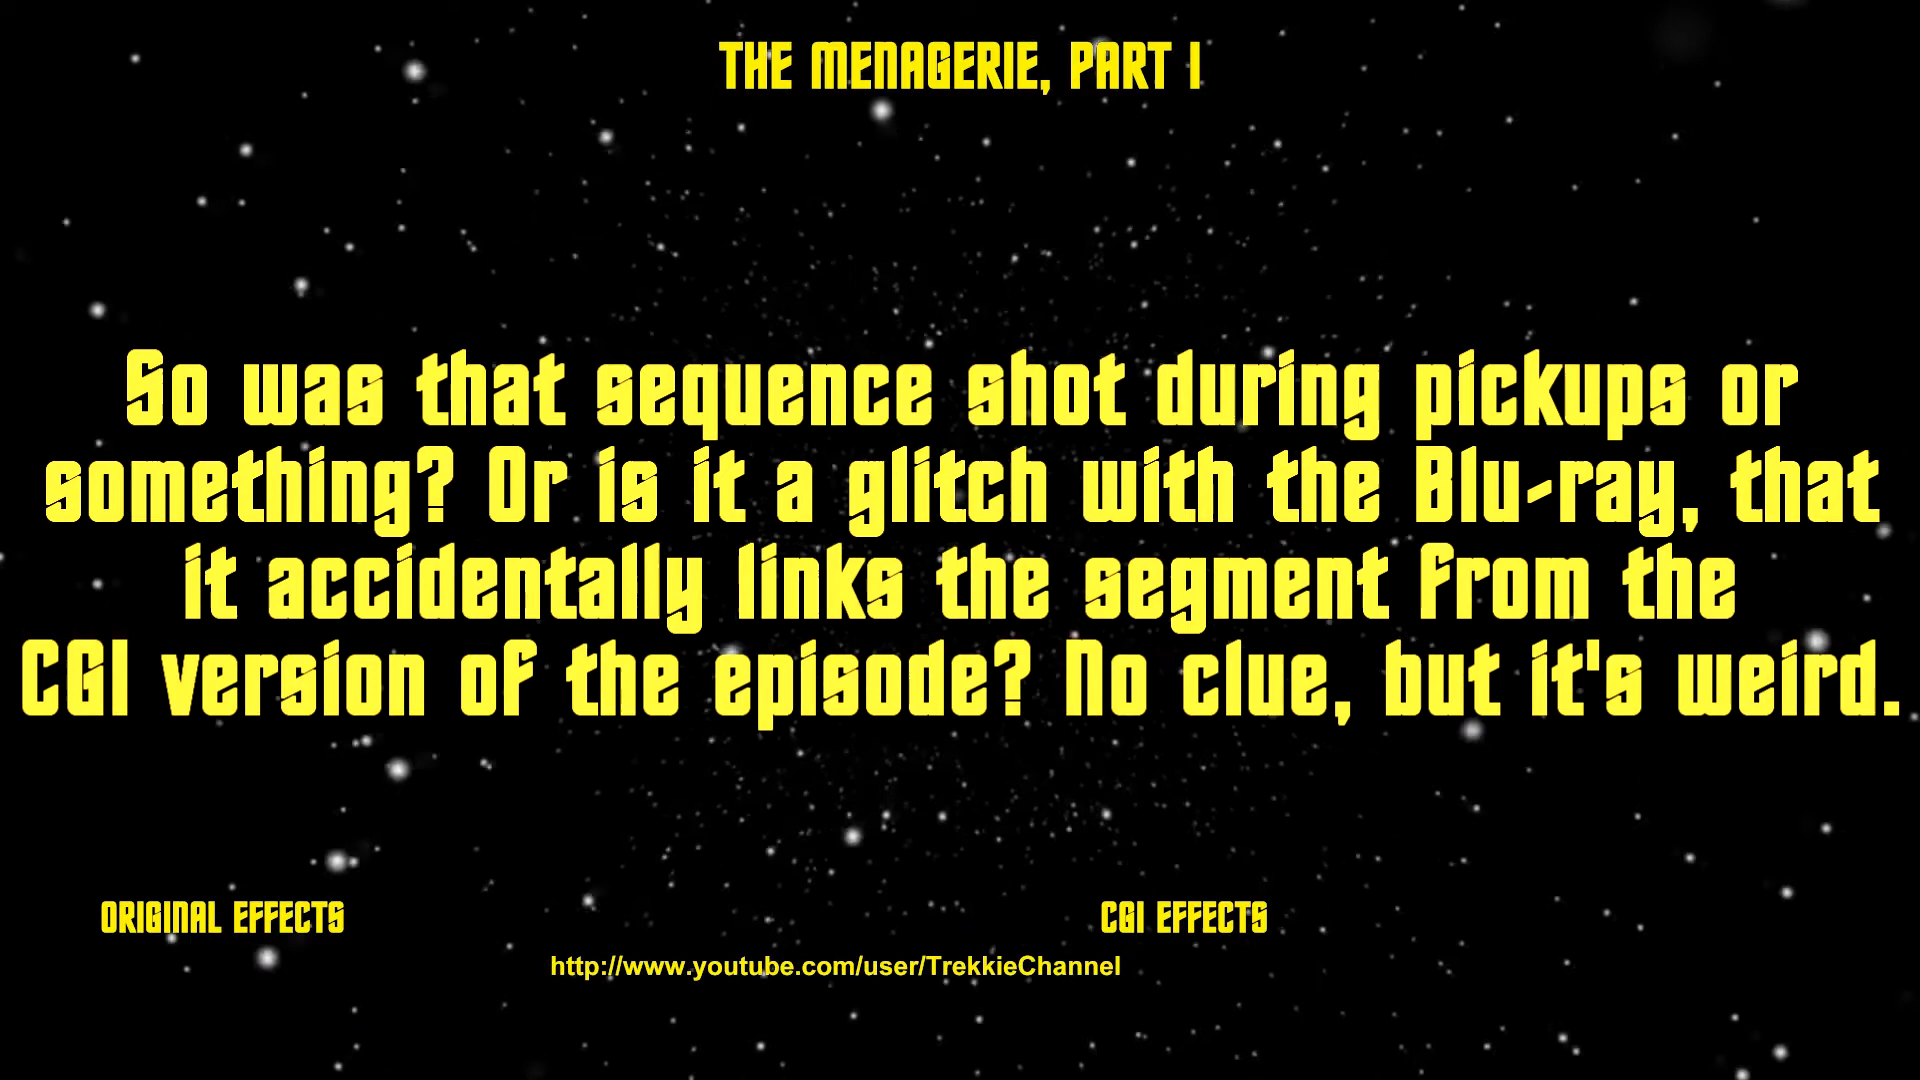 THE MENAGERIE, PART I
So was that sequence shot during pickups or
something? Or is it a glitch with the Blu-ray, that
it accidentally links the segment from the
CGI version of the episode? No clue, but it's weird.
ORIGINAL EFFECTS
CGI EFFECTS
http://www.youtube.com/user/TrekkieChannel